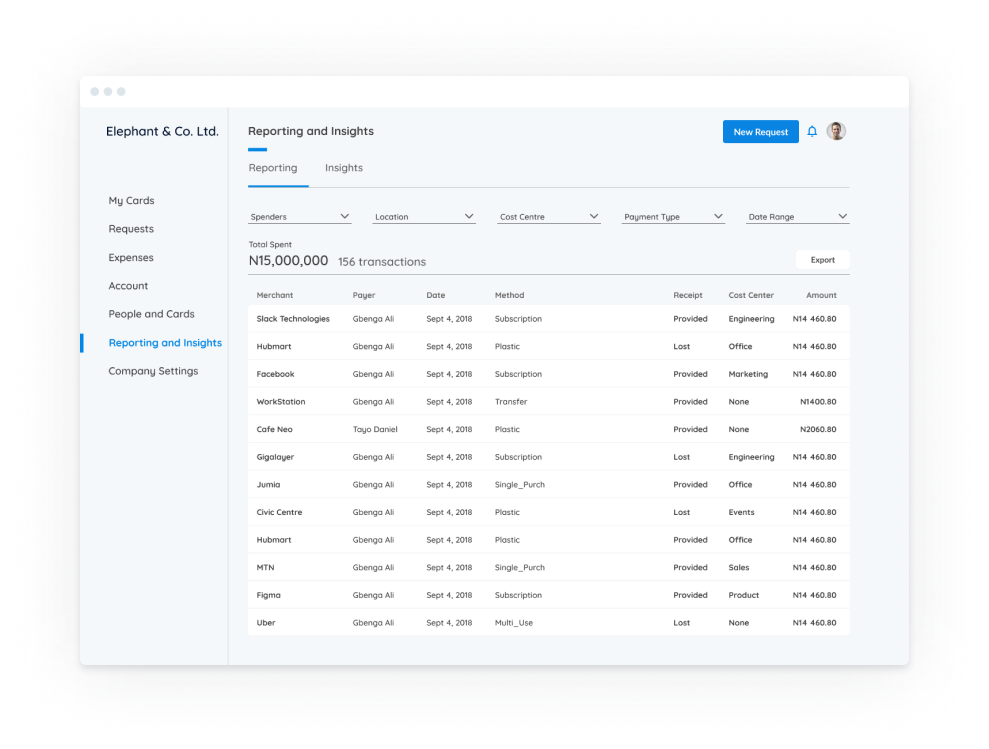 Elephant & Co. Ltd.
My Cards
Requests
Expenses
Account
People and Cards
Reporting and Insights
Company Settings
Reporting and Insights
New Request
Reporting Insights
Spenders Location Cost Centre Payment Type Date Range
Total Spent
N15,000,000 156 transactions
Export
Merchant Payer Date Method Receipt Cost Center Amount
Slack Technologies Gbenga Ali Sept 4, 2018 Subscription Provided Engineering N14 460.80
Hubmart Gbenga Ali Sept 4, 2018 Plastic Lost Office N14 460.80
Facebook Gbenga Ali Sept 4, 2018 Subscription Provided Marketing N14 460.80
WorkStation Gbenga Ali Sept 4, 2018 Transfer Provided None N1400.80
Cafe Neo Tayo Daniel Sept 4, 2018 Plastic Provided None N2060.80
Gigalayer Gbenga Ali Sept 4, 2018 Subscription Lost Engineering N14 460.80
Jumia Gbenga Ali Sept 4, 2018 Single_Purch Provided Office N14 460.80
Civic Centre Gbenga Ali Sept 4, 2018 Plastic Lost Events N14 460.80
Hubmart Gbenga Ali Sept 4, 2018 Plastic Provided Office N14 460.80
MTN Gbenga Ali Sept 4, 2018 Single_Purch Provided Sales N14 460.80
Figma Gbenga Ali Sept 4, 2018 Subscription Provided Product N14 460.80
Uber Gbenga Ali Sept 4, 2018 Multi_Use Lost None N14 460.80